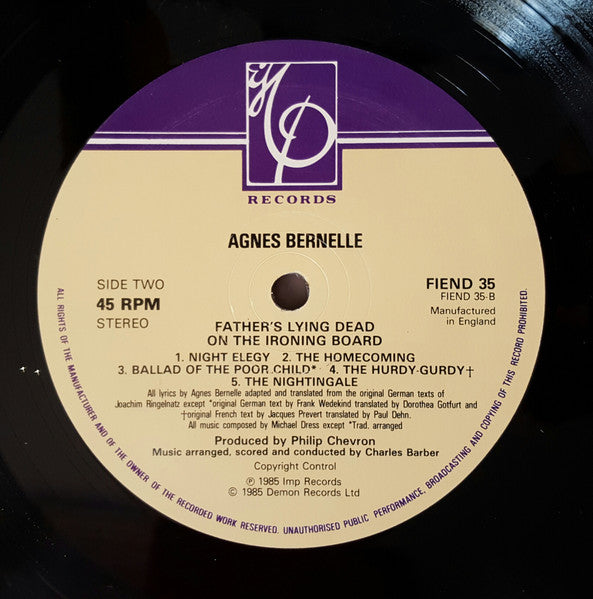 imp
RECORDS
AGNES BERNELLE
SIDE TWO
45 RPM
STEREO
FIEND 35
FIEND 35-B
Manufactured
in England
FATHER'S LYING DEAD
ON THE IRONING BOARD
1. NIGHT ELEGY 2. THE HOMECOMING
3. BALLAD OF THE POOR CHILD* 4. THE HURDY-GURDY†
5. THE NIGHTINGALE
All lyrics by Agnes Bernelle adapted and translated from the original German texts of
Joachim Ringelnatz except *original German text by Frank Wedekind translated by Dorothea Gotfurt and
†original French text by Jacques Prevert translated by Paul Dehn.
All music composed by Michael Dress except *Trad. arranged
Produced by Philip Chevron
Music arranged, scored and conducted by Charles Barber
Copyright Control
℗ 1985 Imp Records
© 1985 Demon Records Ltd
ALL RIGHTS OF THE MANUFACTURER AND OF THE OWNER OF THE RECORDED WORK RESERVED. UNAUTHORISED PUBLIC PERFORMANCE, BROADCASTING AND COPYING OF THIS RECORD PROHIBITED.